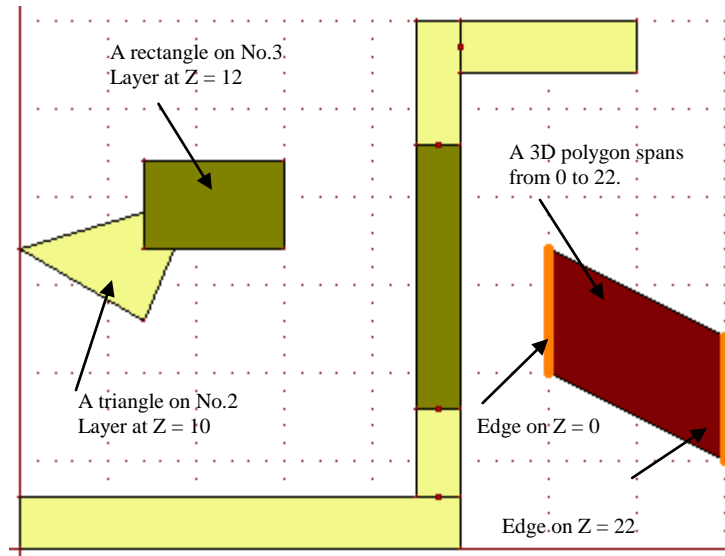 A rectangle on No.3
Layer at Z = 12
A 3D polygon spans
from 0 to 22.
A triangle on No.2
Layer at Z = 10
Edge on Z = 0
Edge on Z = 22